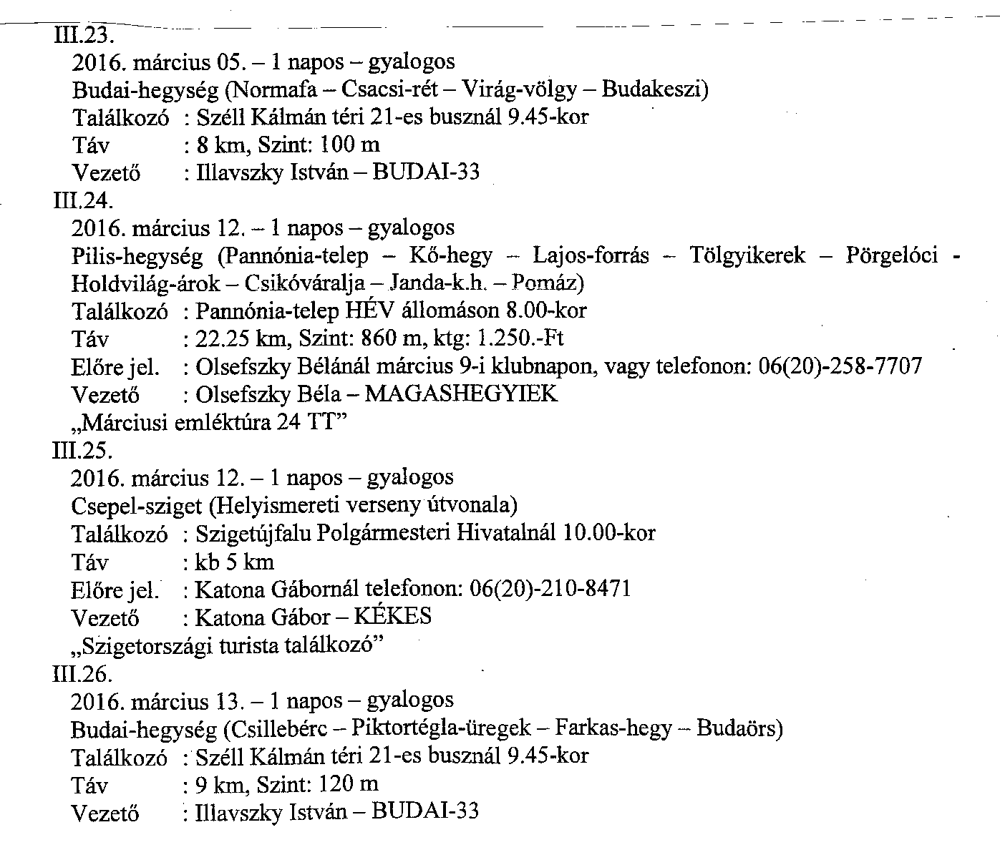 III.23.
2016. március 05. – 1 napos – gyalogos
Budai-hegység (Normafa – Csacsi-rét – Virág-völgy – Budakeszi)
Találkozó : Széll Kálmán téri 21-es busznál 9.45-kor
Táv : 8 km, Szint: 100 m
Vezető : Illavszky István – BUDAI-33
III.24.
2016. március 12. – 1 napos – gyalogos
Pilis-hegység (Pannónia-telep – Kő-hegy – Lajos-forrás – Tölgyikerek – Pörgelóci -
Holdvilág-árok – Csikóváralja – Janda-k.h. – Pomáz)
Találkozó : Pannónia-telep HÉV állomáson 8.00-kor
Táv : 22.25 km, Szint: 860 m, ktg: 1.250.-Ft
Előre jel. : Olsefszky Bélánál március 9-i klubnapon, vagy telefonon: 06(20)-258-7707
Vezető : Olsefszky Béla – MAGASHEGYIEK
„Márciusi emléktúra 24 TT”
III.25.
2016. március 12. – 1 napos – gyalogos
Csepel-sziget (Helyismereti verseny útvonala)
Találkozó : Szigetújfalu Polgármesteri Hivatalnál 10.00-kor
Táv : kb 5 km
Előre jel. : Katona Gábornál telefonon: 06(20)-210-8471
Vezető : Katona Gábor – KÉKES
„Szigetországi turista találkozó”
III.26.
2016. március 13. – 1 napos – gyalogos
Budai-hegység (Csillebérc – Piktortégla-üregek – Farkas-hegy – Budaörs)
Találkozó : Széll Kálmán téri 21-es busznál 9.45-kor
Táv : 9 km, Szint: 120 m
Vezető : Illavszky István – BUDAI-33